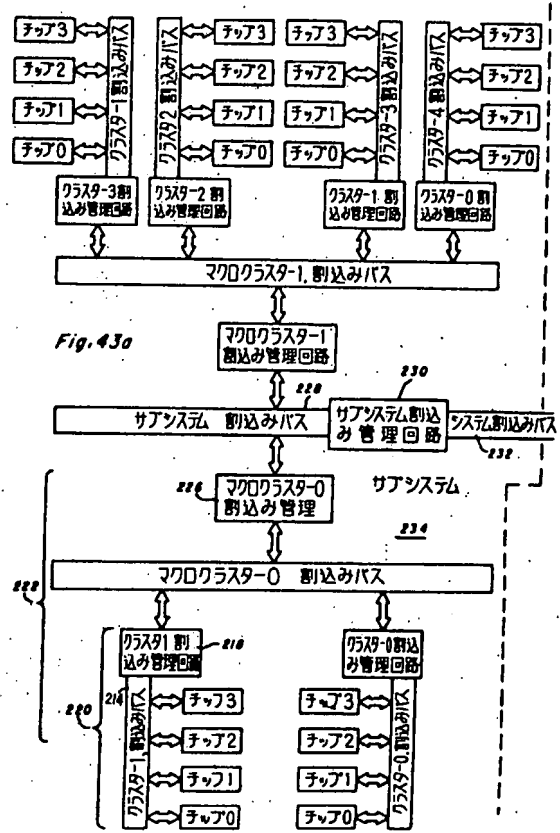 チップ3 チップ3 チップ3 チップ3
チップ2 チップ2 チップ2 チップ2
チップ1 チップ1 チップ1 チップ1
チップ0 チップ0 チップ0 チップ0
クラスター1 割込みバス
クラスター2 割込みバス
クラスター3 割込みバス
クラスター4 割込みバス
クラスター3割
込み管理回路
クラスター2 割
込み管理回路
クラスター1 割
込み管理回路
クラスター0 割
込み管理回路
マクロクラスター1, 割込みバス
Fig.43a
マクロクラスター1
割込み管理回路
228
230
サブシステム 割込みバス
サブシステム割込
み管理回路
システム割込みバス
232
226
マクロクラスター0
割込み管理
サブシステム
234
222
マクロクラスター0 割込みバス
クラスタ1 割
込み管理回路
218
クラスター0割込
み管理回路
214
220
クラスター1, 割込みバス
チップ3
チップ2
チップ1
チップ0
チップ3
チップ2
チップ1
チップ0
クラスター0, 割込みバス